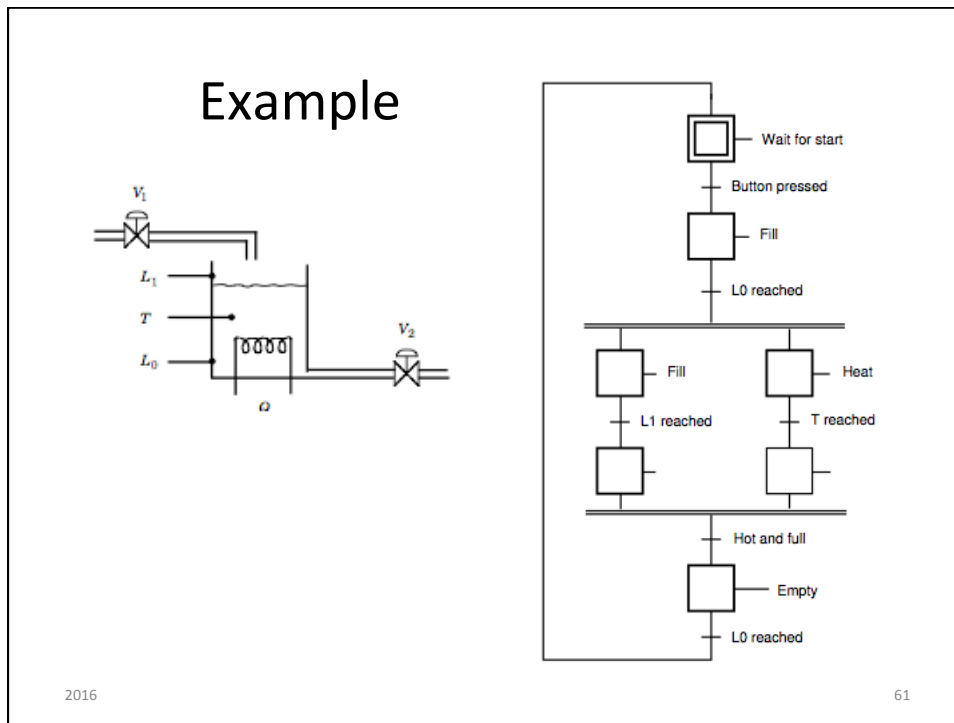 Example
V1
L1
T
L0
V2
Q
Wait for start
Button pressed
Fill
L0 reached
Fill
Heat
L1 reached
T reached
Hot and full
Empty
L0 reached
2016
61